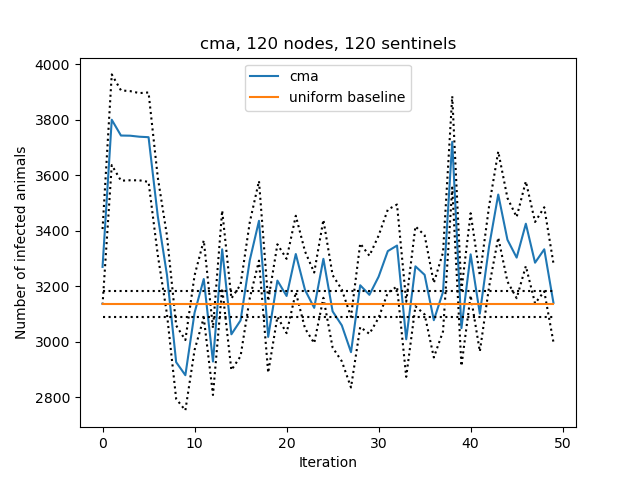 cma, 120 nodes, 120 sentinels
cma
uniform baseline
Number of infected animals
4000
3800
3600
3400
3200
3000
2800
0
10
20
30
40
50
Iteration